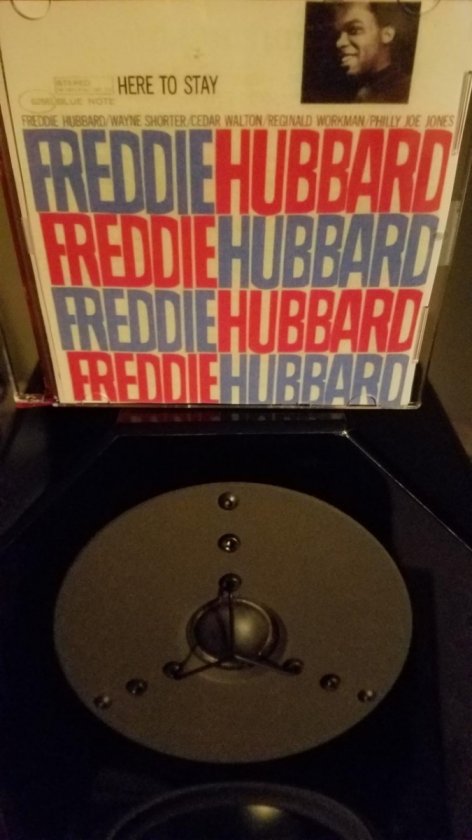 STEREO
HERE TO STAY
BLUE NOTE
FREDDIE HUBBARD/WAYNE SHORTER/CEDAR WALTON/REGINALD WORKMAN/PHILLY JOE JONES
FREDDIE HUBBARD
FREDDIE HUBBARD
FREDDIE HUBBARD
FREDDIE HUBBARD